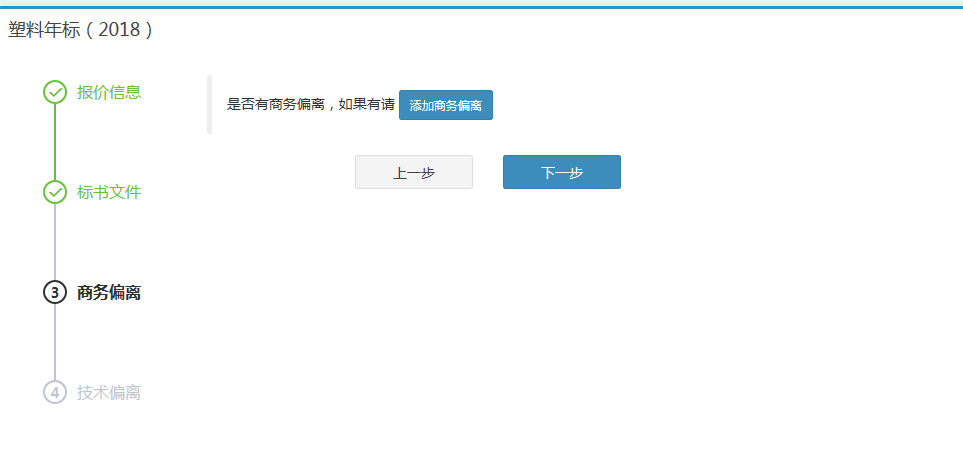 塑料年标（2018）
报价信息
是否有商务偏离，如果有请 添加商务偏离
上一步 下一步
标书文件
3 商务偏离
4 技术偏离